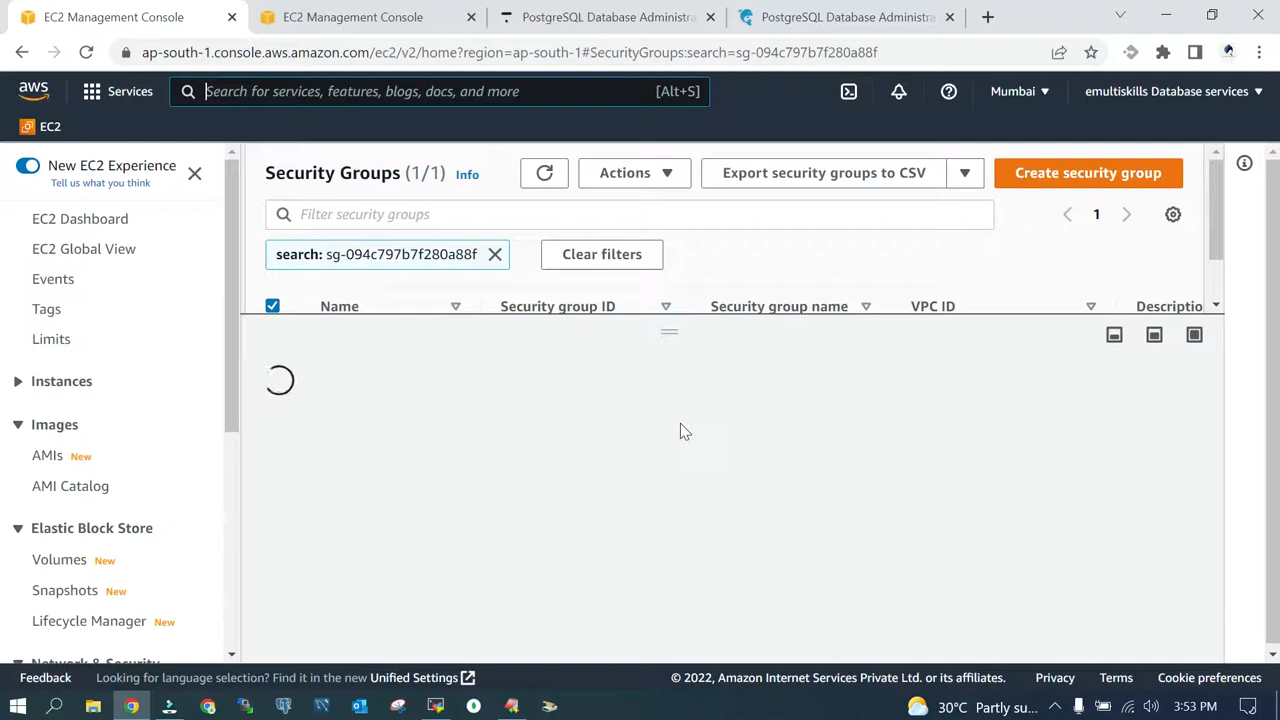 EC2 Management Console
EC2 Management Console
PostgreSQL Database Administra
PostgreSQL Database Administra
ap-south-1.console.aws.amazon.com/ec2/v2/home?region=ap-south-1#SecurityGroups:search=sg-094c797b7f280a88f
aws
Services
Search for services, features, blogs, docs, and more
[Alt+S]
Mumbai
emultiskills Database services
EC2
New EC2 Experience
Tell us what you think
EC2 Dashboard
EC2 Global View
Events
Tags
Limits
Instances
Images
AMIs New
AMI Catalog
Elastic Block Store
Volumes New
Snapshots New
Lifecycle Manager New
Network & Security
Security Groups (1/1) Info
Actions
Export security groups to CSV
Create security group
Filter security groups
1
search: sg-094c797b7f280a88f
Clear filters
Name
Security group ID
Security group name
VPC ID
Descriptio
Feedback
Looking for language selection? Find it in the new Unified Settings
© 2022, Amazon Internet Services Private Ltd. or its affiliates.
Privacy
Terms
Cookie preferences
30°C Partly su...
3:53 PM